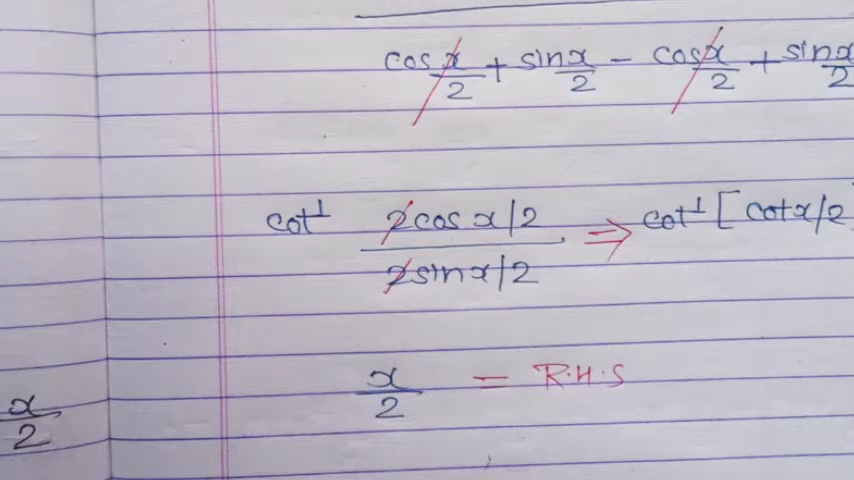 cos x/2 + sin x/2 - cos x/2 + sin x/2
cot⁻¹ 2cos x/2 / 2sin x/2 ⇒ cot⁻¹ [cot x/2]
x/2 = R.H.S
x/2